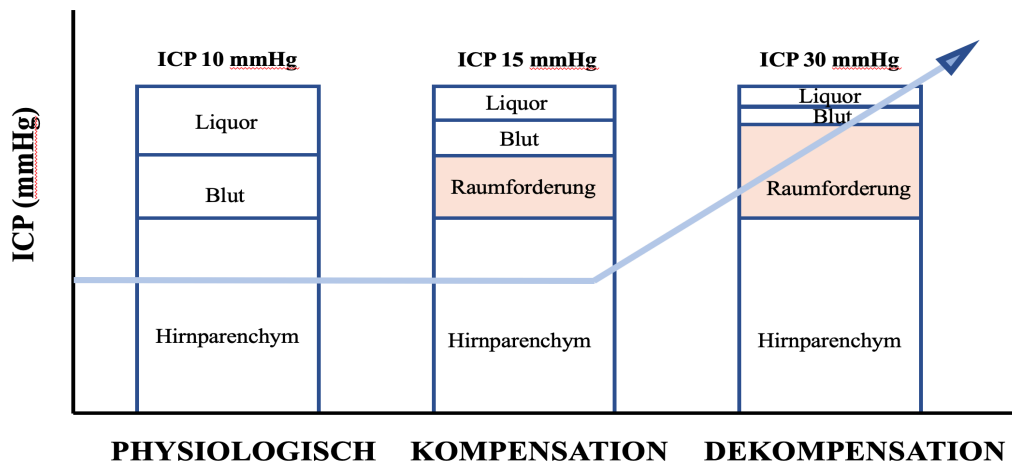 ICP (mmHg)
ICP 10 mmHg
Liquor
Blut
Hirnparenchym
PHYSIOLOGISCH
ICP 15 mmHg
Liquor
Blut
Raumforderung
Hirnparenchym
KOMPENSATION
ICP 30 mmHg
Liquor
Blut
Raumforderung
Hirnparenchym
DEKOMPENSATION